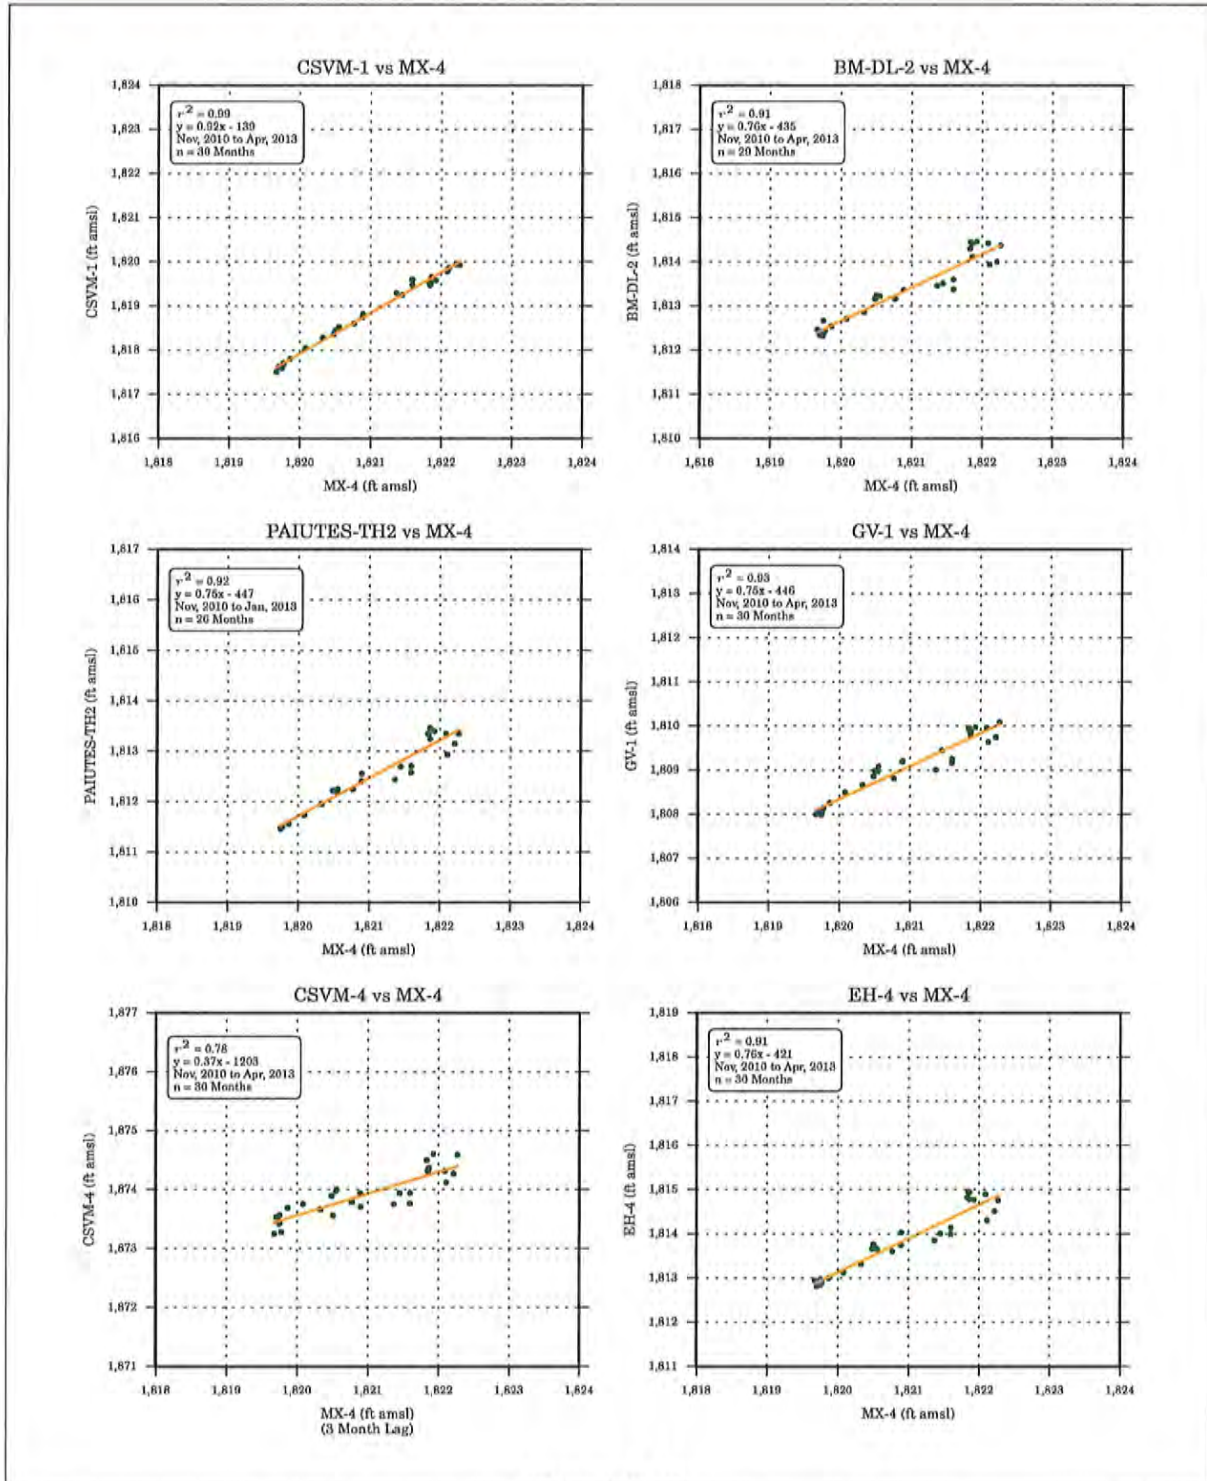 CSVM-1 vs MX-4
r² = 0.99
y = 0.92x - 139
Nov, 2010 to Apr, 2013
n = 30 Months
CSVM-1 (ft amsl)
1,824
1,823
1,822
1,821
1,820
1,819
1,818
1,817
1,816
1,818 1,819 1,820 1,821 1,822 1,823 1,824
MX-4 (ft amsl)
BM-DL-2 vs MX-4
r² = 0.91
y = 0.76x - 435
Nov, 2010 to Apr, 2013
n = 29 Months
BM-DL-2 (ft amsl)
1,818
1,817
1,816
1,815
1,814
1,813
1,812
1,811
1,810
1,818 1,819 1,820 1,821 1,822 1,823 1,824
MX-4 (ft amsl)
PAIUTES-TH2 vs MX-4
r² = 0.92
y = 0.75x - 447
Nov, 2010 to Jan, 2013
n = 26 Months
PAIUTES-TH2 (ft amsl)
1,817
1,816
1,815
1,814
1,813
1,812
1,811
1,810
1,818 1,819 1,820 1,821 1,822 1,823 1,824
MX-4 (ft amsl)
GV-1 vs MX-4
r² = 0.93
y = 0.75x - 446
Nov, 2010 to Apr, 2013
n = 30 Months
GV-1 (ft amsl)
1,814
1,813
1,812
1,811
1,810
1,809
1,808
1,807
1,806
1,818 1,819 1,820 1,821 1,822 1,823 1,824
MX-4 (ft amsl)
CSVM-4 vs MX-4
r² = 0.78
y = 0.37x - 1203
Nov, 2010 to Apr, 2013
n = 30 Months
CSVM-4 (ft amsl)
1,877
1,876
1,875
1,874
1,873
1,872
1,871
1,818 1,819 1,820 1,821 1,822 1,823 1,824
MX-4 (ft amsl)
(3 Month Lag)
EH-4 vs MX-4
r² = 0.91
y = 0.76x - 421
Nov, 2010 to Apr, 2013
n = 30 Months
EH-4 (ft amsl)
1,819
1,818
1,817
1,816
1,815
1,814
1,813
1,812
1,811
1,818 1,819 1,820 1,821 1,822 1,823 1,824
MX-4 (ft amsl)